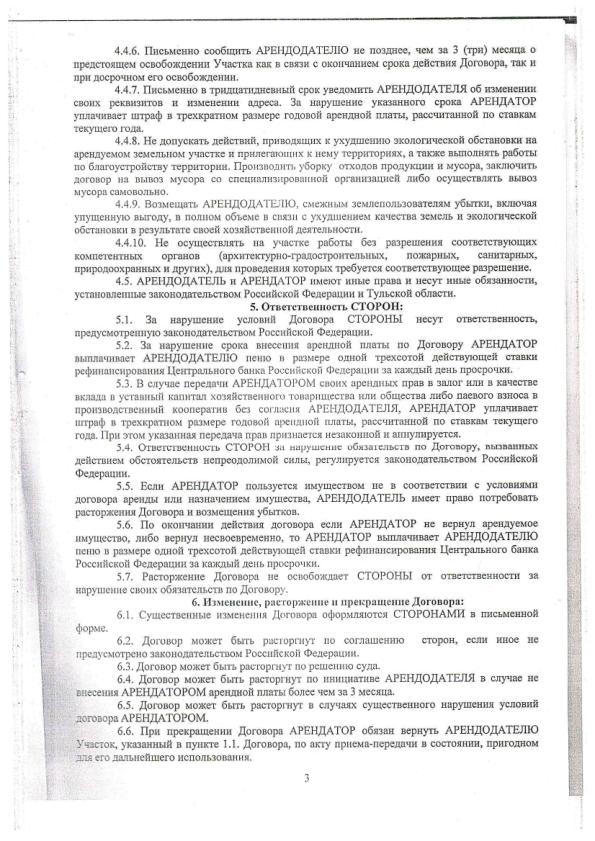 4.4.6. Письменно сообщить АРЕНДОДАТЕЛЮ не позднее, чем за 3 (три) месяца о
предстоящем освобождении Участка как в связи с окончанием срока действия Договора, так и
при досрочном его освобождении.
4.4.7. Письменно в тридцатидневный срок уведомить АРЕНДОДАТЕЛЯ об изменении
своих реквизитов и изменении адреса. За нарушение указанного срока АРЕНДАТОР
уплачивает штраф в трехкратном размере годовой арендной платы, рассчитанной по ставкам
текущего года.
4.4.8. Не допускать действий, приводящих к ухудшению экологической обстановки на
арендуемом земельном участке и прилегающих к нему территориях, а также выполнять работы
по благоустройству территории. Производить уборку отходов продукции и мусора, заключить
договор на вывоз мусора со специализированной организацией либо осуществлять вывоз
мусора самовольно.
4.4.9. Возмещать АРЕНДОДАТЕЛЮ, смежным землепользователям убытки, включая
упущенную выгоду, в полном объеме в связи с ухудшением качества земель и экологической
обстановки в результате своей хозяйственной деятельности.
4.4.10. Не осуществлять на участке работы без разрешения соответствующих
компетентных органов (архитектурно-градостроительных, пожарных, санитарных,
природоохранных и других), для проведения которых требуется соответствующее разрешение.
4.5. АРЕНДОДАТЕЛЬ и АРЕНДАТОР имеют иные права и несут иные обязанности,
установленные законодательством Российской Федерации и Тульской области.
5. Ответственность СТОРОН:
5.1. За нарушение условий Договора СТОРОНЫ несут ответственность,
предусмотренную законодательством Российской Федерации.
5.2. За нарушение срока внесения арендной платы по Договору АРЕНДАТОР
выплачивает АРЕНДОДАТЕЛЮ пеню в размере одной трехсотой действующей ставки
рефинансирования Центрального банка Российской Федерации за каждый день просрочки.
5.3. В случае передачи АРЕНДАТОРОМ своих арендных прав в залог или в качестве
вклада в уставный капитал хозяйственного товарищества или общества либо паевого взноса в
производственный кооператив без согласия АРЕНДОДАТЕЛЯ, АРЕНДАТОР уплачивает
штраф в трехкратном размере годовой арендной платы, рассчитанной по ставкам текущего
года. При этом указанная передача прав признается незаконной и аннулируется.
5.4. Ответственность СТОРОН за нарушение обязательств по Договору, вызванных
действием обстоятельств непреодолимой силы, регулируется законодательством Российской
Федерации.
5.5. Если АРЕНДАТОР пользуется имуществом не в соответствии с условиями
договора аренды или назначением имущества, АРЕНДОДАТЕЛЬ имеет право потребовать
расторжения Договора и возмещения убытков.
5.6. По окончании действия договора если АРЕНДАТОР не вернул арендуемое
имущество, либо вернул несвоевременно, то АРЕНДАТОР выплачивает АРЕНДОДАТЕЛЮ
пеню в размере одной трехсотой действующей ставки рефинансирования Центрального банка
Российской Федерации за каждый день просрочки.
5.7. Расторжение Договора не освобождает СТОРОНЫ от ответственности за
нарушение своих обязательств по Договору.
6. Изменение, расторжение и прекращение Договора:
6.1. Существенные изменения Договора оформляются СТОРОНАМИ в письменной
форме.
6.2. Договор может быть расторгнут по соглашению сторон, если иное не
предусмотрено законодательством Российской Федерации.
6.3. Договор может быть расторгнут по решению суда.
6.4. Договор может быть расторгнут по инициативе АРЕНДОДАТЕЛЯ в случае не
внесения АРЕНДАТОРОМ арендной платы более чем за 3 месяца.
6.5. Договор может быть расторгнут в случаях существенного нарушения условий
договора АРЕНДАТОРОМ.
6.6. При прекращении Договора АРЕНДАТОР обязан вернуть АРЕНДОДАТЕЛЮ
Участок, указанный в пункте 1.1. Договора, по акту приема-передачи в состоянии, пригодном
для его дальнейшего использования.
3